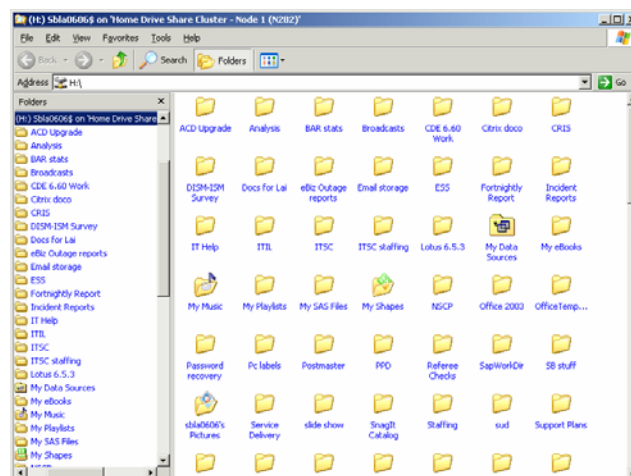 (H:) Sbla0606$ on 'Home Drive Share Cluster - Node 1 (N282)'
File Edit View Favorites Tools Help
Back Search Folders
Address H:\ Go
Folders x
(H:) Sbla0606$ on 'Home Drive Share
ACD Upgrade
Analysis
BAR stats
Broadcasts
CDE 6.60 Work
Citrix doco
CRIS
DISM-ISM Survey
Docs for Lai
eBiz Outage reports
Email storage
ESS
Fortnightly Report
Incident Reports
IT Help
ITIL
ITSC
ITSC staffing
Lotus 6.5.3
My Data Sources
My eBooks
My Music
My Playlists
My SAS Files
My Shapes
NSCP
ACD Upgrade Analysis BAR stats Broadcasts CDE 6.60 Citrix doco CRIS
Work
DISM-ISM Docs for Lai eBiz Outage Email storage ESS Fortnightly Incident
Survey reports Report Reports
IT Help ITIL ITSC ITSC staffing Lotus 6.5.3 My Data My eBooks
Sources
My Music My Playlists My SAS Files My Shapes NSCP Office 2003 OfficeTemp...
Password Pc labels Postmaster PPD Referee SapWorkDir SB stuff
recovery Checks
sbla0606's Service slide show SnagIt Staffing sud Support Plans
Pictures Delivery Catalog